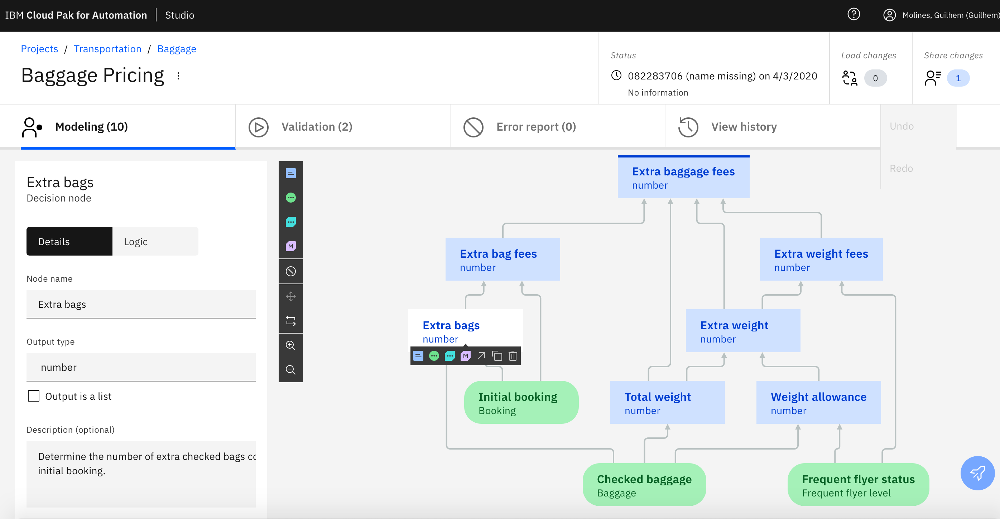 IBM Cloud Pak for Automation | Studio
Molines, Guilhem (Guilhem)
Projects / Transportation / Baggage
Baggage Pricing
Status
082283706 (name missing) on 4/3/2020
No information
Load changes
0
Share changes
1
Modeling (10)
Validation (2)
Error report (0)
View history
Undo
Redo
Extra bags
Decision node
Details
Logic
Node name
Extra bags
Output type
number
Output is a list
Description (optional)
Determine the number of extra checked bags co
initial booking.
M
Extra baggage fees
number
Extra bag fees
number
Extra weight fees
number
Extra bags
number
M
Extra weight
number
Initial booking
Booking
Total weight
number
Weight allowance
number
Checked baggage
Baggage
Frequent flyer status
Frequent flyer level